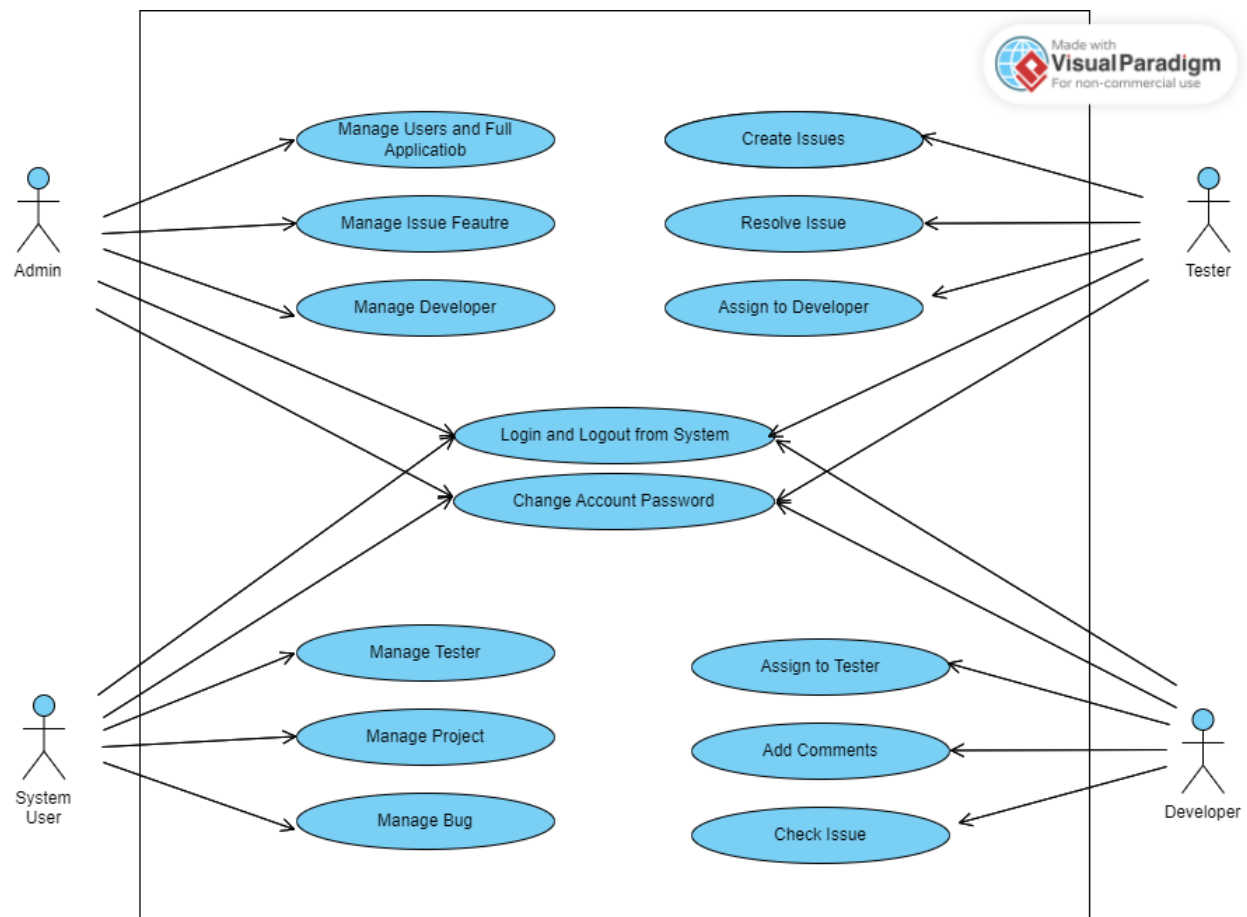 Made with
Visual Paradigm
For non-commercial use
Manage Users and Full
Applicatiob
Create Issues
Manage Issue Feautre
Resolve Issue
Admin
Tester
Manage Developer
Assign to Developer
Login and Logout from System
Change Account Password
Manage Tester
Assign to Tester
Manage Project
Add Comments
System
User
Developer
Manage Bug
Check Issue